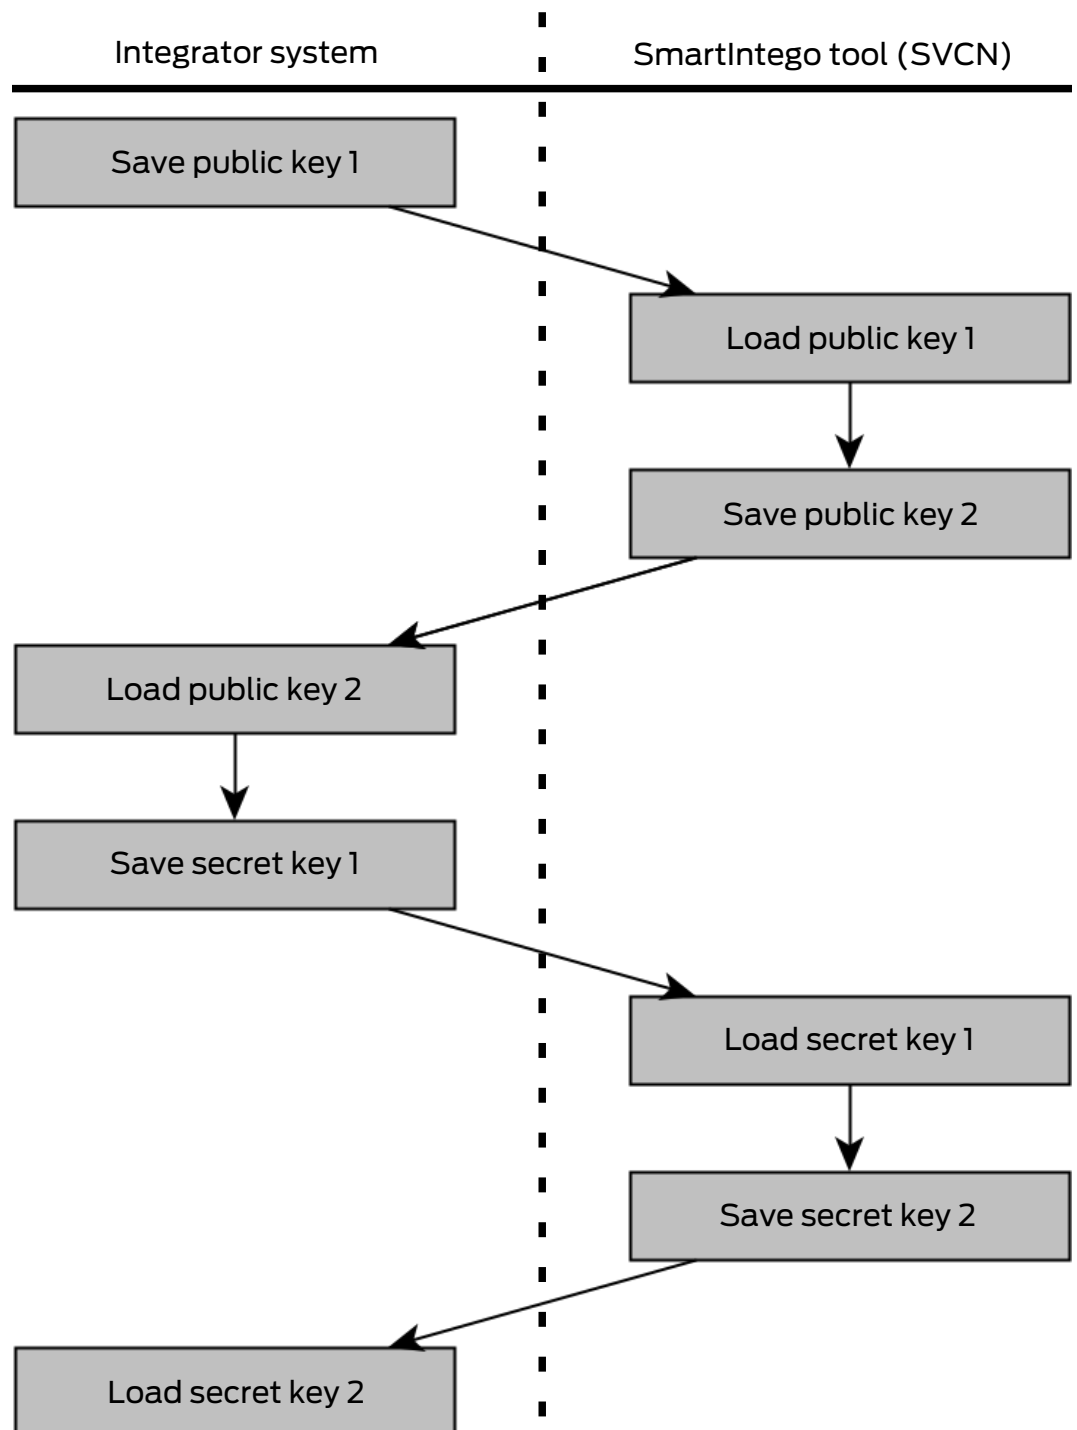 Integrator system
SmartIntego tool (SVCN)
Save public key 1
Load public key 1
Save public key 2
Load public key 2
Save secret key 1
Load secret key 1
Save secret key 2
Load secret key 2